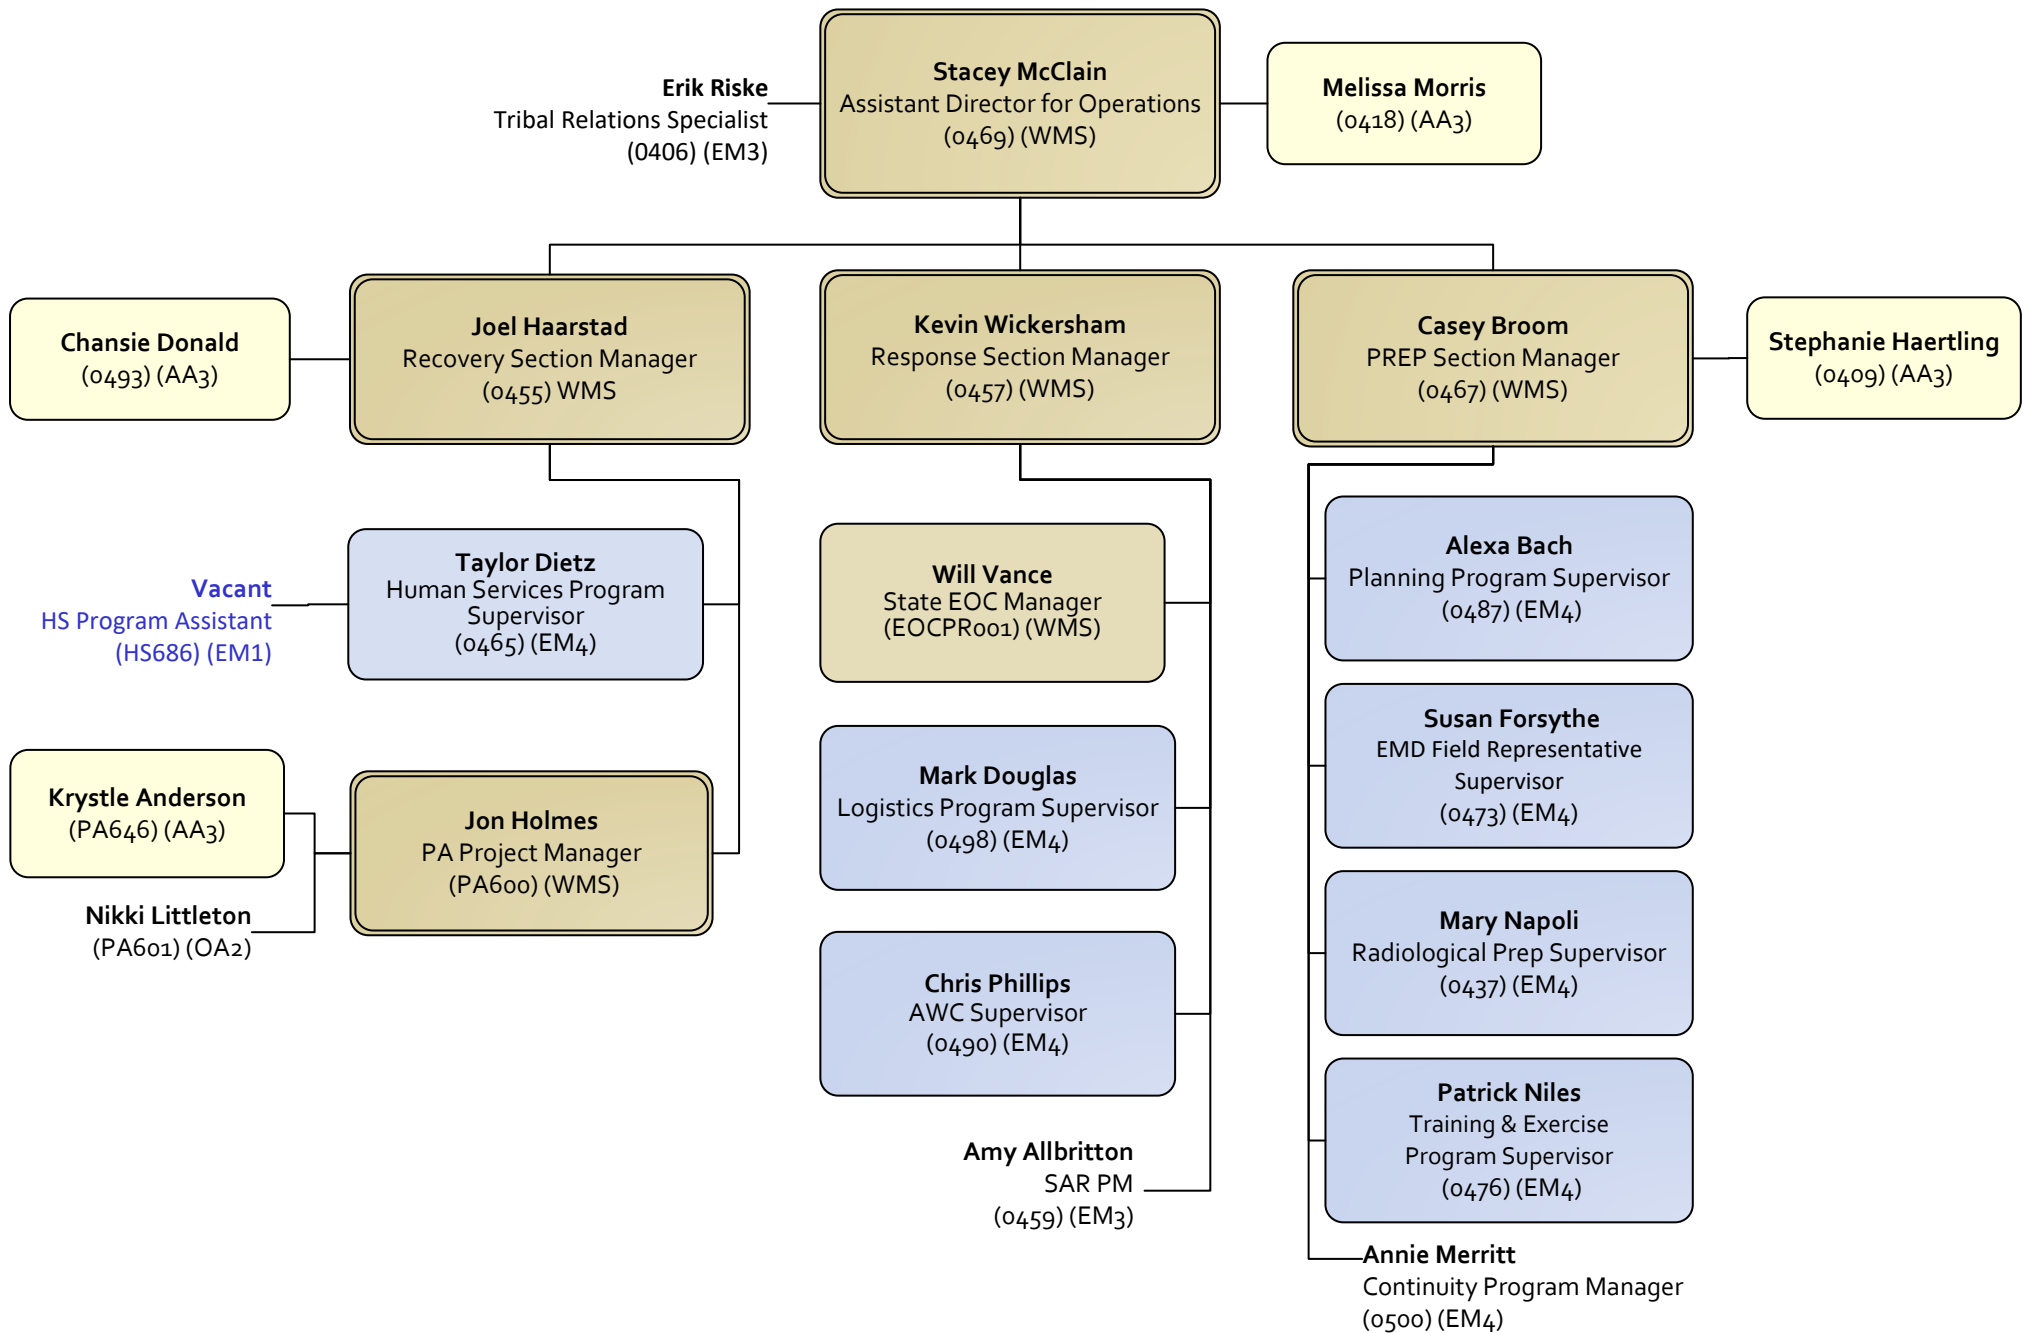 Stacey McClain
Assistant Director for Operations
(0469) (WMS)
Erik Riske
Tribal Relations Specialist
(0406) (EM3)
Melissa Morris
(0418) (AA3)
Chansie Donald
(0493) (AA3)
Joel Haarstad
Recovery Section Manager
(0455) WMS
Kevin Wickersham
Response Section Manager
(0457) (WMS)
Casey Broom
PREP Section Manager
(0467) (WMS)
Stephanie Haertling
(0409) (AA3)
Vacant
HS Program Assistant
(HS686) (EM1)
Taylor Dietz
Human Services Program
Supervisor
(0465) (EM4)
Krystle Anderson
(PA646) (AA3)
Nikki Littleton
(PA601) (OA2)
Jon Holmes
PA Project Manager
(PA600) (WMS)
Will Vance
State EOC Manager
(EOCPR001) (WMS)
Mark Douglas
Logistics Program Supervisor
(0498) (EM4)
Chris Phillips
AWC Supervisor
(0490) (EM4)
Amy Allbritton
SAR PM
(0459) (EM3)
Alexa Bach
Planning Program Supervisor
(0487) (EM4)
Susan Forsythe
EMD Field Representative
Supervisor
(0473) (EM4)
Mary Napoli
Radiological Prep Supervisor
(0437) (EM4)
Patrick Niles
Training & Exercise
Program Supervisor
(0476) (EM4)
Annie Merritt
Continuity Program Manager
(0500) (EM4)